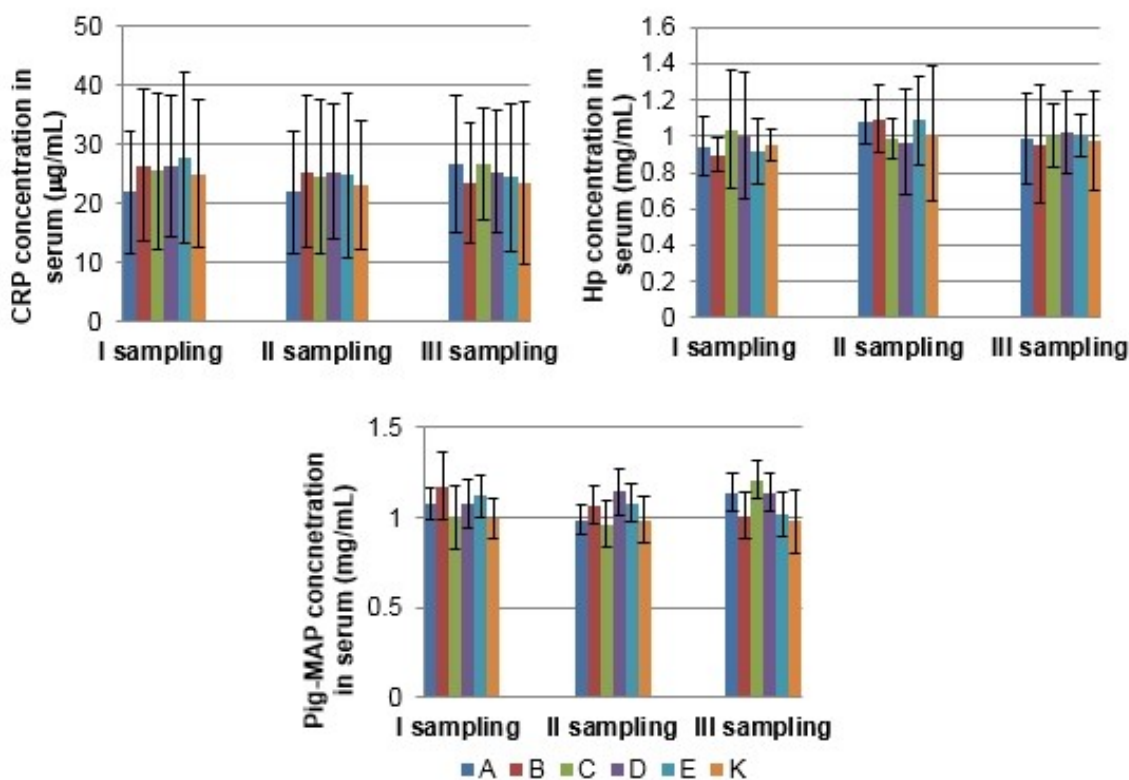 CRP concentration in
serum (µg/mL)
50
40
30
20
10
0
I sampling II sampling III sampling
Hp concentration in
serum (mg/mL)
1.6
1.4
1.2
1
0.8
0.6
0.4
0.2
0
I sampling II sampling III sampling
Pig-MAP concnetration
in serum (mg/mL)
1.5
1
0.5
0
I sampling II sampling III sampling
A B C D E K